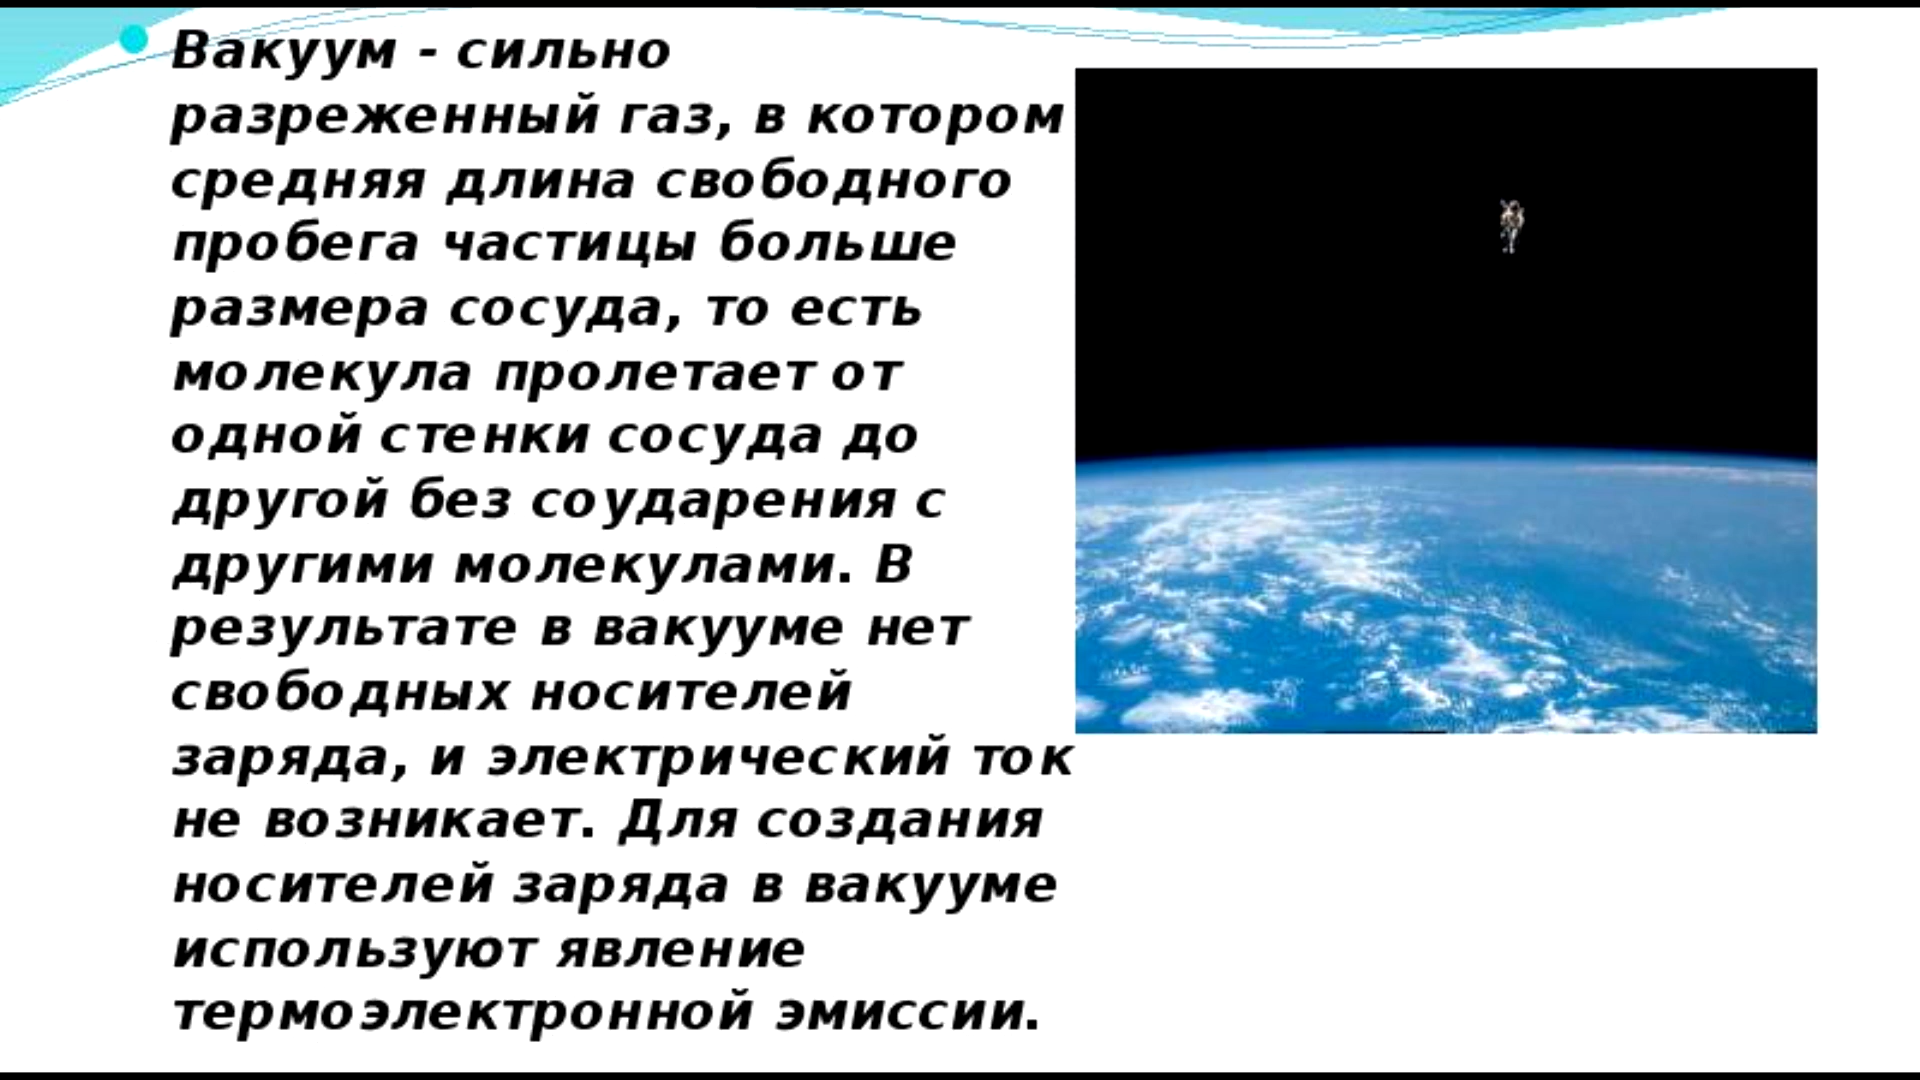 Вакуум - сильно
разреженный газ, в котором
средняя длина свободного
пробега частицы больше
размера сосуда, то есть
молекула пролетает от
одной стенки сосуда до
другой без соударения с
другими молекулами. В
результате в вакууме нет
свободных носителей
заряда, и электрический ток
не возникает. Для создания
носителей заряда в вакууме
используют явление
термоэлектронной эмиссии.